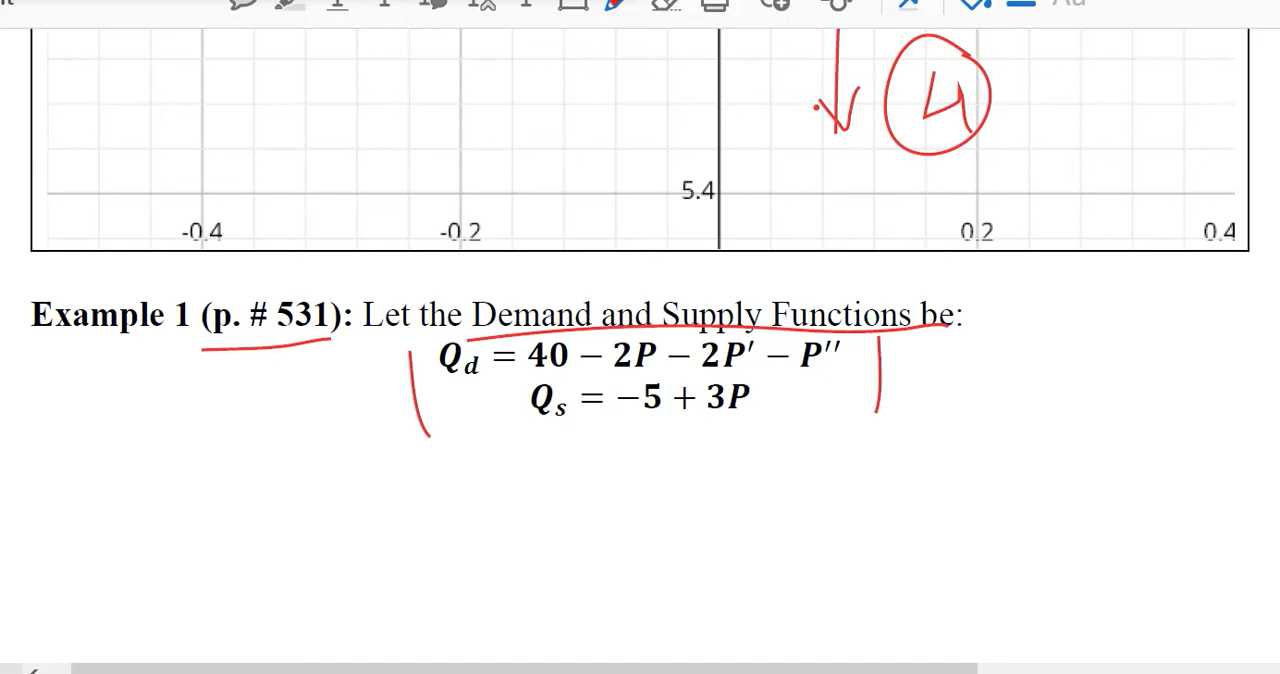 4
5.4
-0.4 -0.2 0.2 0.4
Example 1 (p. # 531): Let the Demand and Supply Functions be:
Q_d = 40 − 2P − 2P′ − P′′
Q_s = −5 + 3P